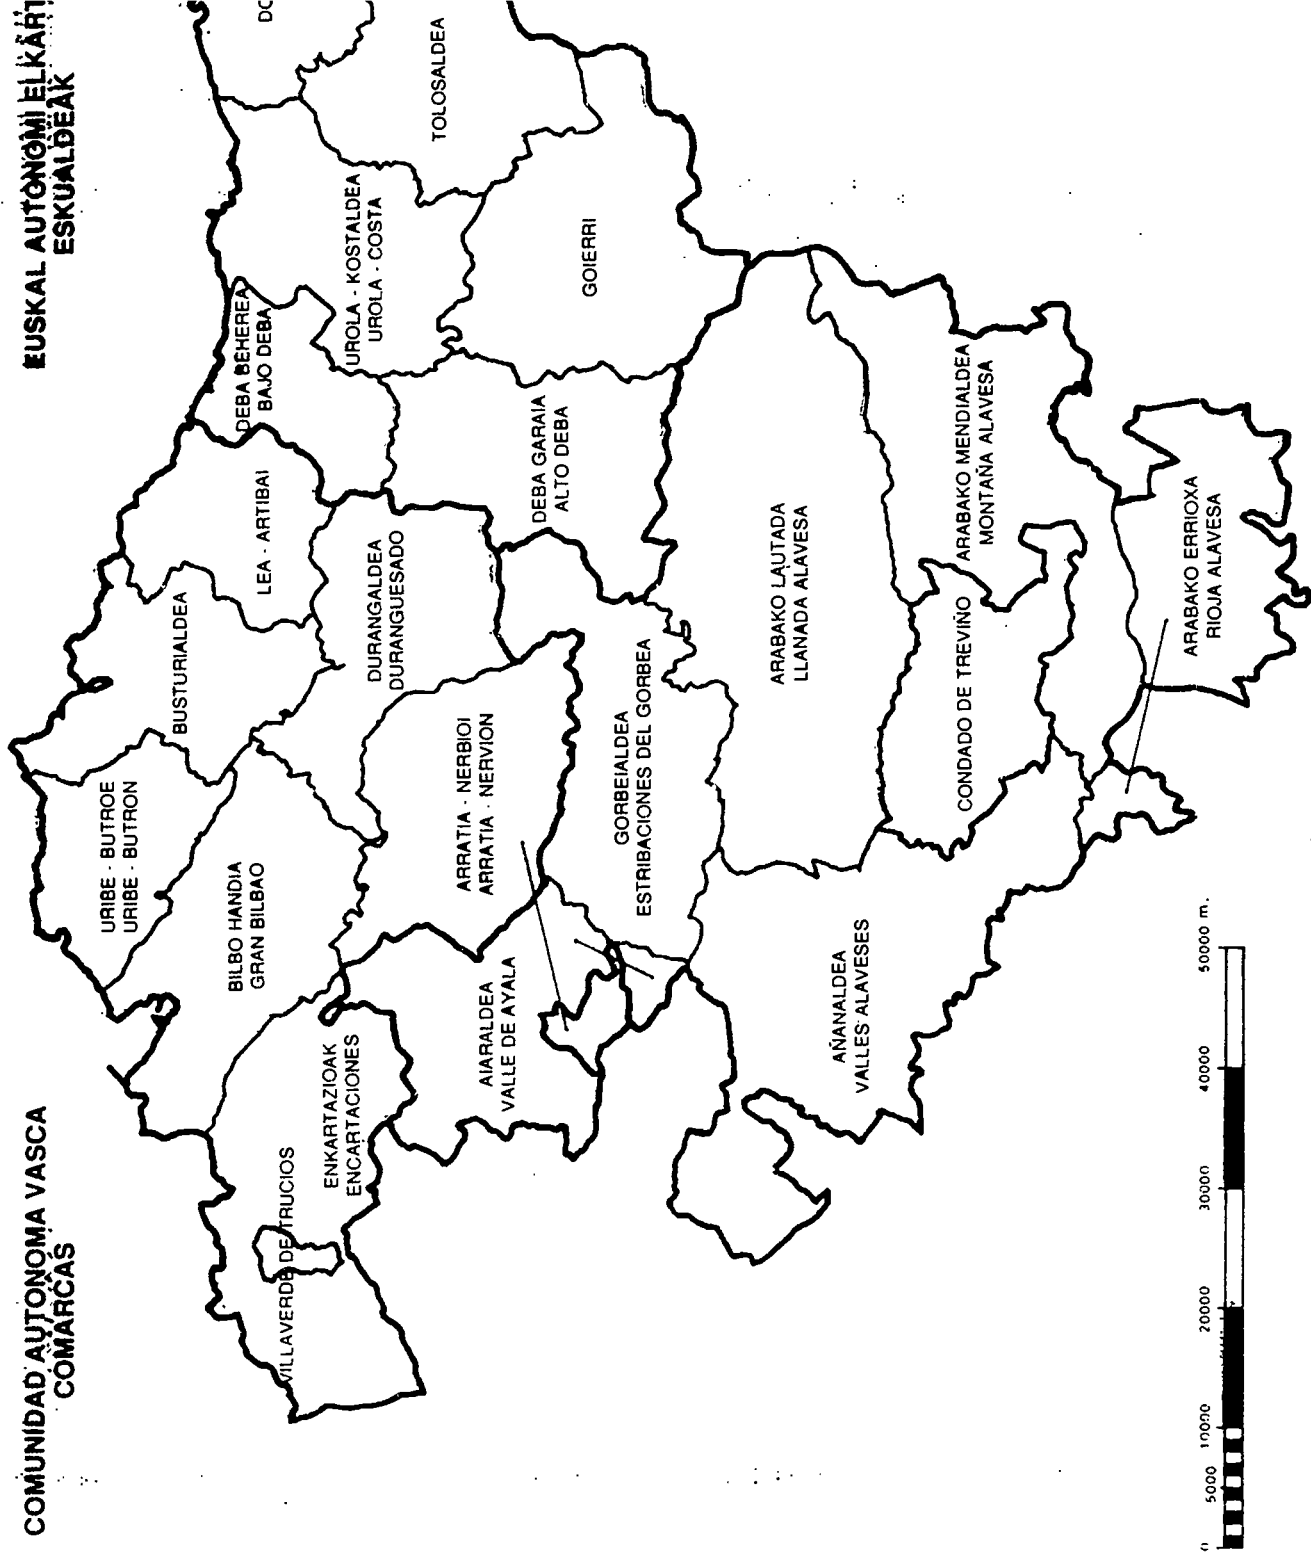 COMUNIDAD AUTONOMA VASCA
COMARCAS
EUSKAL AUTONOMI ELKART
ESKUALDEAK
URIBE - BUTROE
URIBE - BUTRON
BUSTURIALDEA
LEA - ARTIBAI
DEBA BEHEREA
BAJO DEBA
DO
BILBO HANDIA
GRAN BILBAO
VILLAVERDE DE TRUCIOS
ENKARTAZIOAK
ENCARTACIONES
DURANGALDEA
DURANGUESADO
UROLA - KOSTALDEA
UROLA - COSTA
TOLOSALDEA
ARRATIA - NERBIOI
ARRATIA - NERVION
AIARALDEA
VALLE DE AYALA
DEBA GARAIA
ALTO DEBA
GOIERRI
GORBEIALDEA
ESTRIBACIONES DEL GORBEA
ARABAKO LAUTADA
LLANADA ALAVESA
AÑANALDEA
VALLES ALAVESES
CONDADO DE TREVIÑO
ARABAKO MENDIALDEA
MONTAÑA ALAVESA
ARABAKO ERRIOXA
RIOJA ALAVESA
0 5000 10000 20000 30000 40000 50000 m.